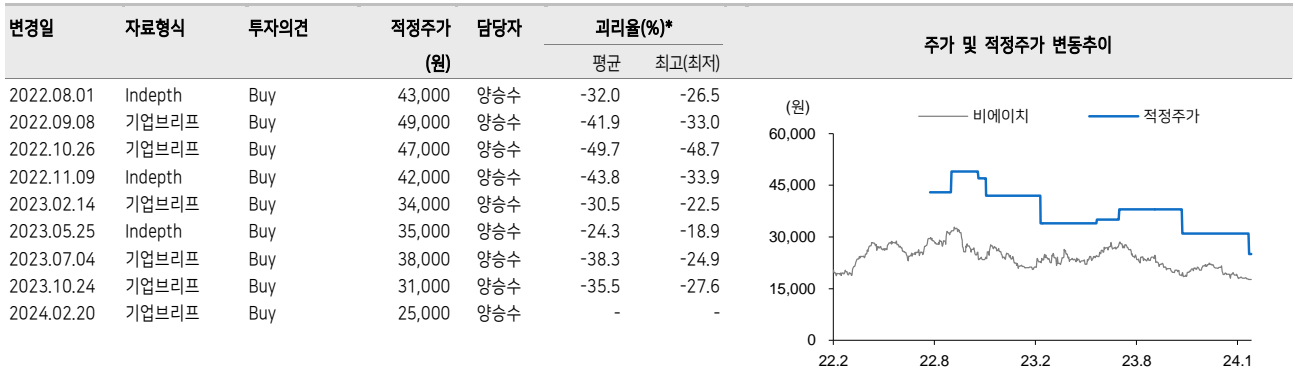 변경일 자료형식 투자의견 적정주가 담당자 괴리율(%)* 주가 및 적정주가 변동추이
(원) 평균 최고(최저)
2022.08.01 Indepth Buy 43,000 양승수 -32.0 -26.5
2022.09.08 기업브리프 Buy 49,000 양승수 -41.9 -33.0
2022.10.26 기업브리프 Buy 47,000 양승수 -49.7 -48.7
2022.11.09 Indepth Buy 42,000 양승수 -43.8 -33.9
2023.02.14 기업브리프 Buy 34,000 양승수 -30.5 -22.5
2023.05.25 Indepth Buy 35,000 양승수 -24.3 -18.9
2023.07.04 기업브리프 Buy 38,000 양승수 -38.3 -24.9
2023.10.24 기업브리프 Buy 31,000 양승수 -35.5 -27.6
2024.02.20 기업브리프 Buy 25,000 양승수 - -
(원) 비에이치 적정주가
60,000
45,000
30,000
15,000
0
22.2 22.8 23.2 23.8 24.1